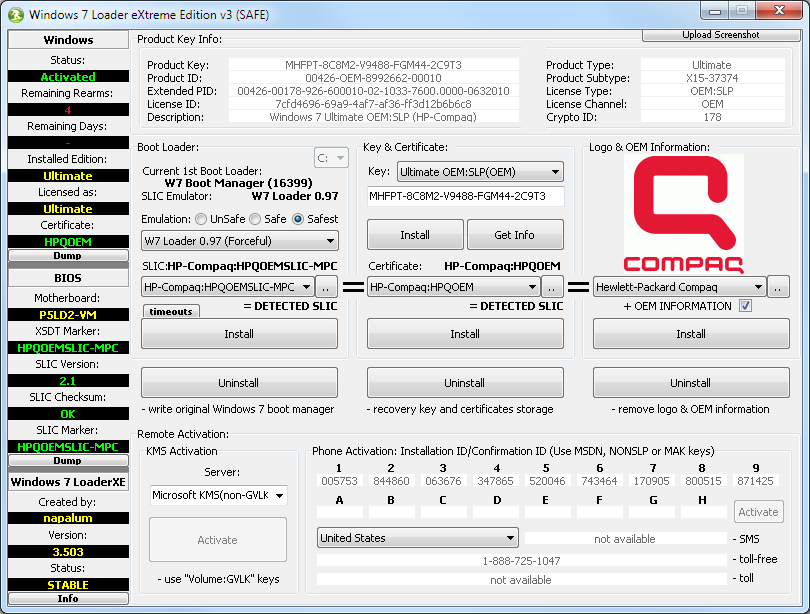 Windows 7 Loader eXtreme Edition v3 (SAFE)
Upload Screenshot
Windows
Status:
Activated
Remaining Rearms:
4
Remaining Days:
-
Installed Edition:
Ultimate
Licensed as:
Ultimate
Certificate:
HPQOEM
Dump
BIOS
Motherboard:
P5LD2-VM
XSDT Marker:
HPQOEMSLIC-MPC
SLIC Version:
2.1
SLIC Checksum:
OK
SLIC Marker:
HPQOEMSLIC-MPC
Dump
Windows 7 LoaderXE
Created by:
napalum
Version:
3.503
Status:
STABLE
Info
Product Key Info:
Product Key: MHFPT-8C8M2-V9488-FGM44-2C9T3
Product ID: 00426-OEM-8992662-00010
Extended PID: 00426-00178-926-600010-02-1033-7600.0000-0632010
License ID: 7cfd4696-69a9-4af7-af36-ff3d12b6b6c8
Description: Windows 7 Ultimate OEM:SLP (HP-Compaq)
Product Type: Ultimate
Product Subtype: X15-37374
License Type: OEM:SLP
License Channel: OEM
Crypto ID: 178
Boot Loader:
C:
Current 1st Boot Loader:
W7 Boot Manager (16399)
SLIC Emulator: W7 Loader 0.97
Emulation: UnSafe Safe Safest
W7 Loader 0.97 (Forceful)
SLIC:HP-Compaq:HPQOEMSLIC-MPC
HP-Compaq:HPQOEMSLIC-MPC ..
timeouts = DETECTED SLIC
Install
Uninstall
- write original Windows 7 boot manager
Key & Certificate:
Key: Ultimate OEM:SLP(OEM)
MHFPT-8C8M2-V9488-FGM44-2C9T3
Install Get Info
Certificate: HP-Compaq:HPQOEM
HP-Compaq:HPQOEM ..
= DETECTED SLIC
Install
Uninstall
- recovery key and certificates storage
Logo & OEM Information:
COMPAQ
Hewlett-Packard Compaq ..
+ OEM INFORMATION
Install
Uninstall
- remove logo & OEM information
Remote Activation:
KMS Activation
Server:
Microsoft KMS(non-GVLK
Activate
- use "Volume:GVLK" keys
Phone Activation: Installation ID/Confirmation ID (Use MSDN, NONSLP or MAK keys)
1 2 3 4 5 6 7 8 9
005753 844860 063676 347865 520046 743464 170905 800515 871425
A B C D E F G H
Activate
United States not available - SMS
1-888-725-1047 - toll-free
not available - toll